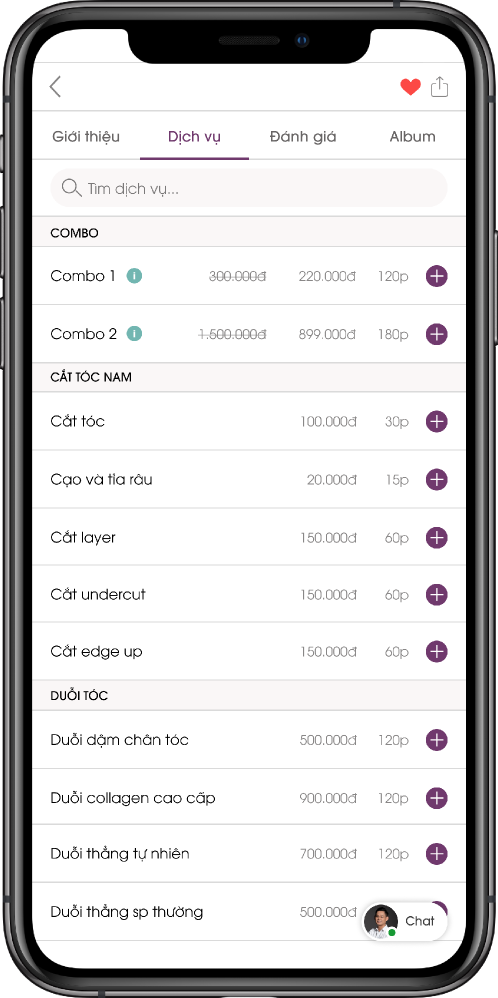 Giới thiệu Dịch vụ Đánh giá Album
Tìm dịch vụ...
COMBO
Combo 1 i 300.000đ 220.000đ 120p
Combo 2 i 1.500.000đ 899.000đ 180p
CẮT TÓC NAM
Cắt tóc 100.000đ 30p
Cạo và tỉa râu 20.000đ 15p
Cắt layer 150.000đ 60p
Cắt undercut 150.000đ 60p
Cắt edge up 150.000đ 60p
DUỖI TÓC
Duỗi dặm chân tóc 500.000đ 120p
Duỗi collagen cao cấp 900.000đ 120p
Duỗi thẳng tự nhiên 700.000đ 120p
Duỗi thẳng sp thường 500.000đ
Chat